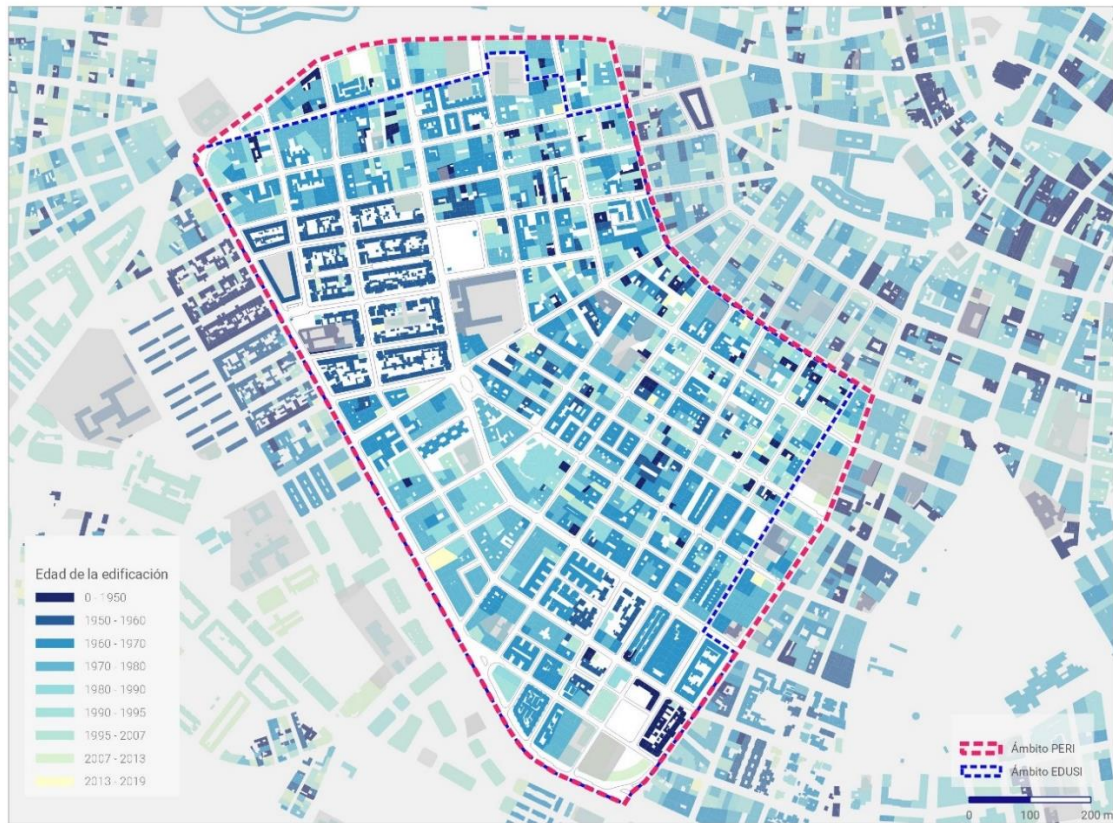 Edad de la edificación
0 - 1950
1950 - 1960
1960 - 1970
1970 - 1980
1980 - 1990
1990 - 1995
1995 - 2007
2007 - 2013
2013 - 2019
Ámbito PERI
Ámbito EDUSI
0 100 200 m